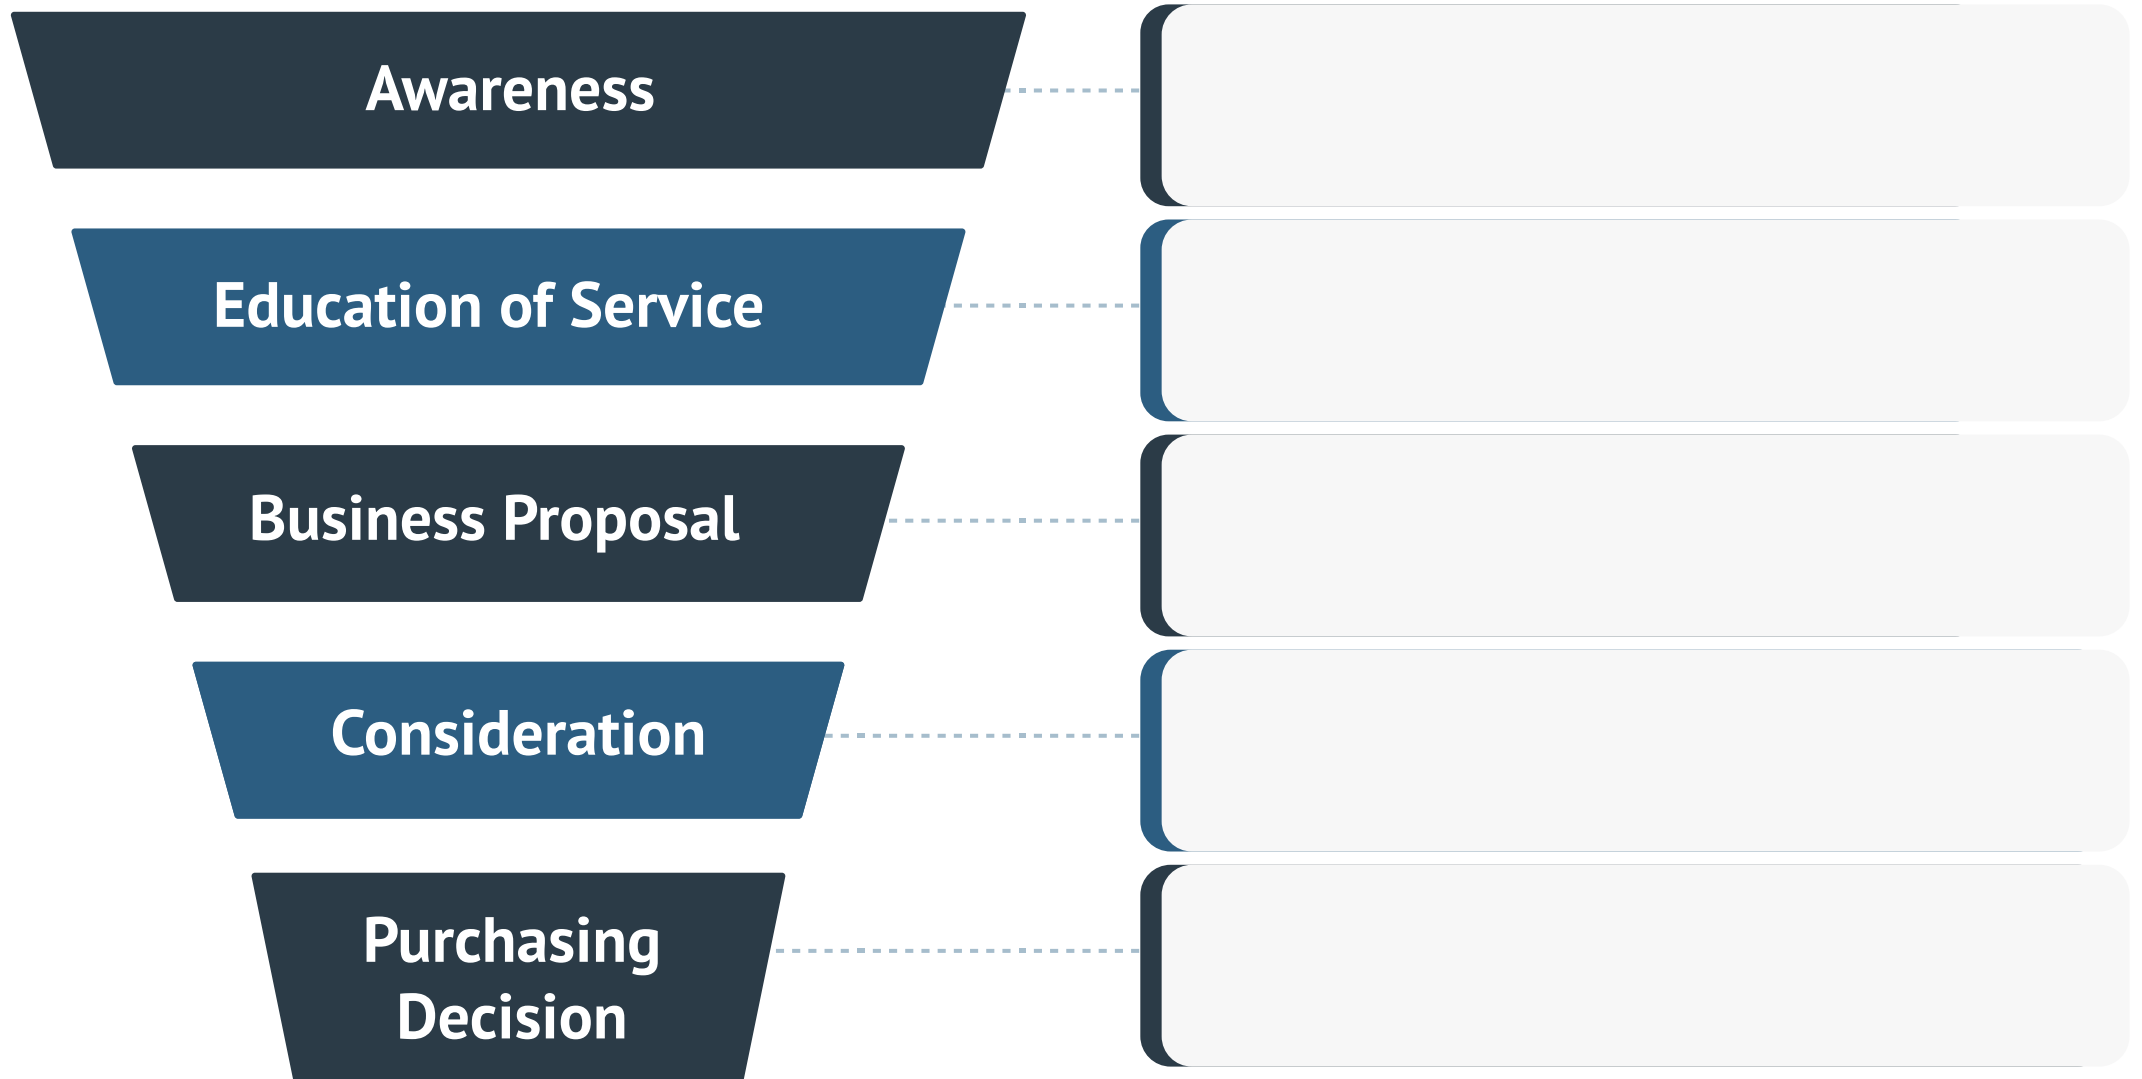 Awareness
Education of Service
Business Proposal
Consideration
Purchasing
Decision